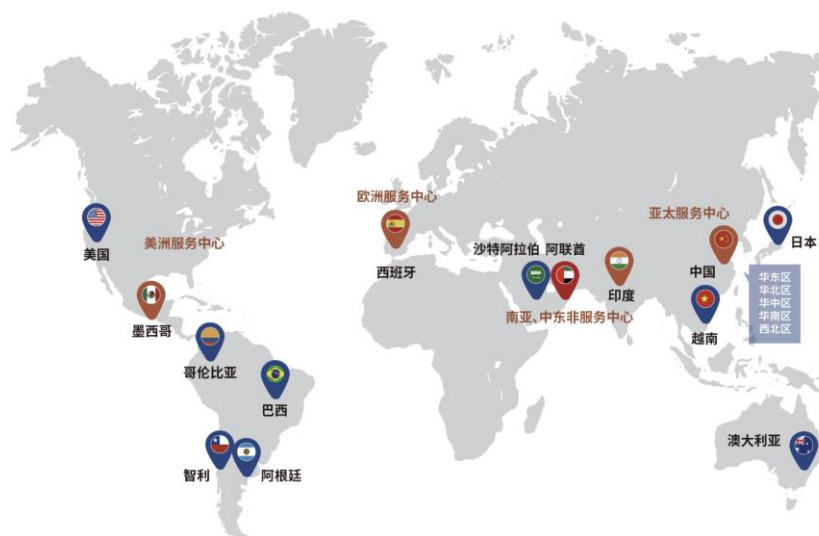 欧洲服务中心
亚太服务中心
美洲服务中心
美国
西班牙
沙特阿拉伯 阿联酋
印度
中国
日本
墨西哥
南亚、中东非服务中心
越南
华东区
华北区
华中区
华南区
西北区
哥伦比亚
巴西
智利
阿根廷
澳大利亚